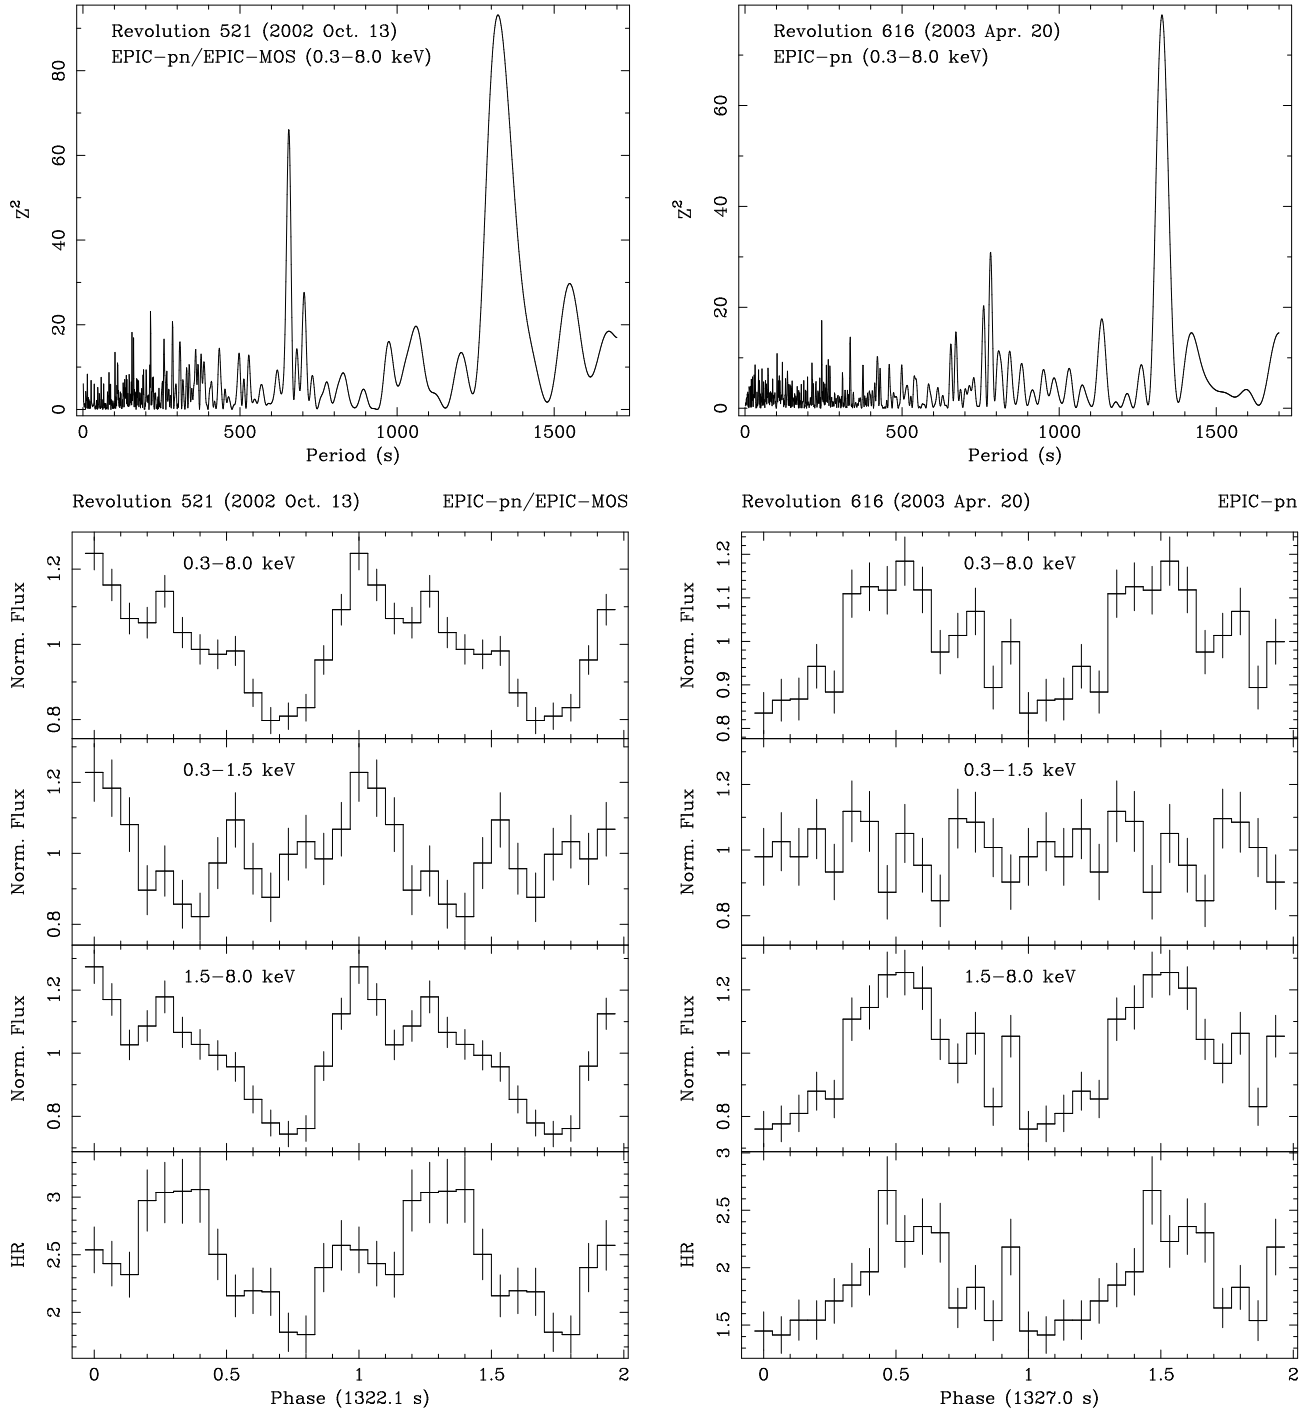 Revolution 521 (2002 Oct. 13)
EPIC-pn/EPIC-MOS (0.3-8.0 keV)
Z²
0 20 40 60 80
0 500 1000 1500
Period (s)
Revolution 616 (2003 Apr. 20)
EPIC-pn (0.3-8.0 keV)
Z²
0 20 40 60
0 500 1000 1500
Period (s)
Revolution 521 (2002 Oct. 13) EPIC-pn/EPIC-MOS
0.3-8.0 keV
Norm. Flux
0.8 1 1.2
0.3-1.5 keV
Norm. Flux
0.8 1 1.2
1.5-8.0 keV
Norm. Flux
0.8 1 1.2
HR
2 2.5 3
0 0.5 1 1.5 2
Phase (1322.1 s)
Revolution 616 (2003 Apr. 20) EPIC-pn
0.3-8.0 keV
Norm. Flux
0.8 0.9 1 1.1 1.2
0.3-1.5 keV
Norm. Flux
0.8 1 1.2
1.5-8.0 keV
Norm. Flux
0.8 1 1.2
HR
1.5 2 2.5 3
0 0.5 1 1.5 2
Phase (1327.0 s)